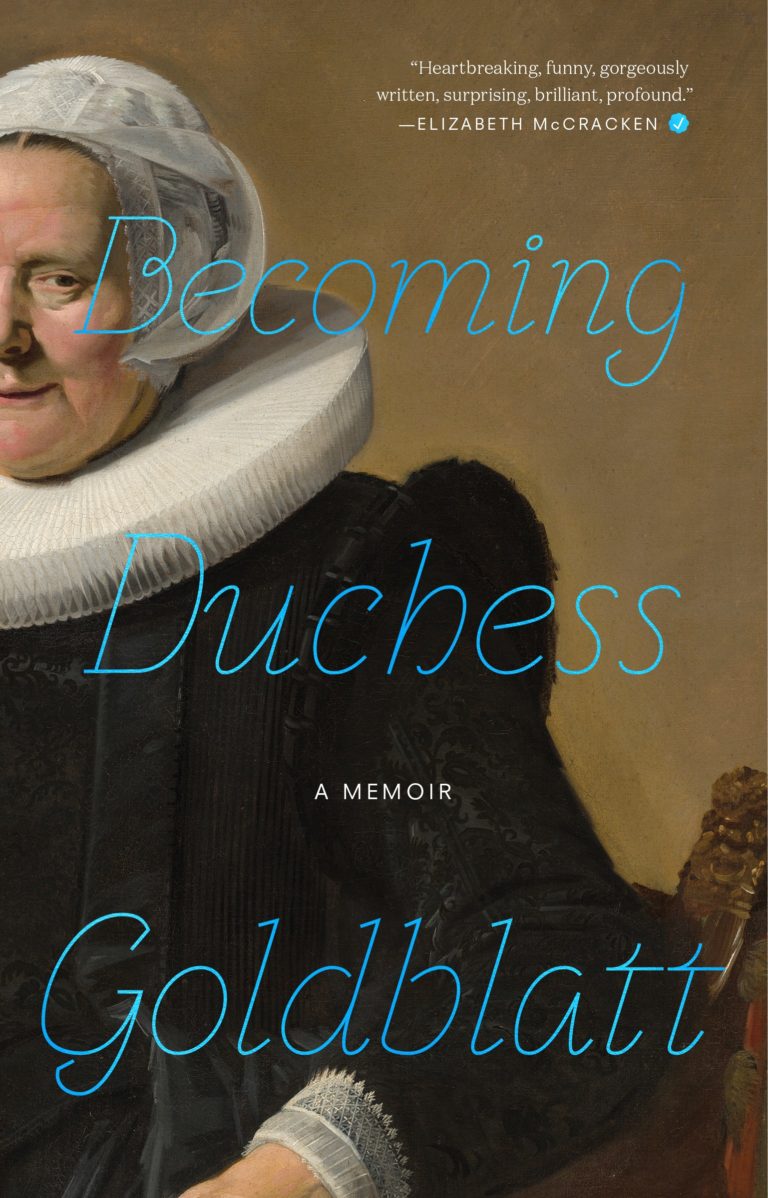 “Heartbreaking, funny, gorgeously
written, surprising, brilliant, profound.”
—ELIZABETH McCRACKEN
Becoming
Duchess
A MEMOIR
Goldblatt